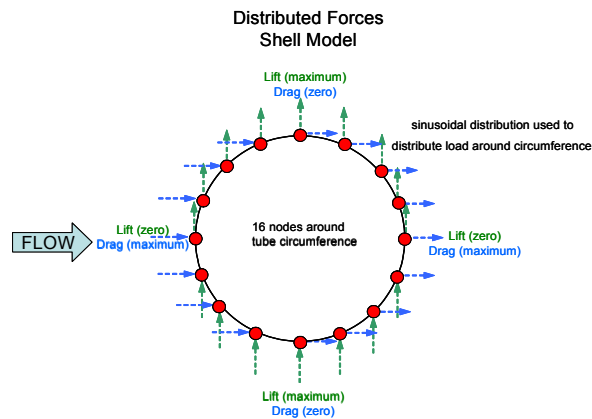 Distributed Forces
Shell Model
Lift (maximum)
Drag (zero)
sinusoidal distribution used to
distribute load around circumference
FLOW
Lift (zero)
Drag (maximum)
16 nodes around
tube circumference
Lift (zero)
Drag (maximum)
Lift (maximum)
Drag (zero)